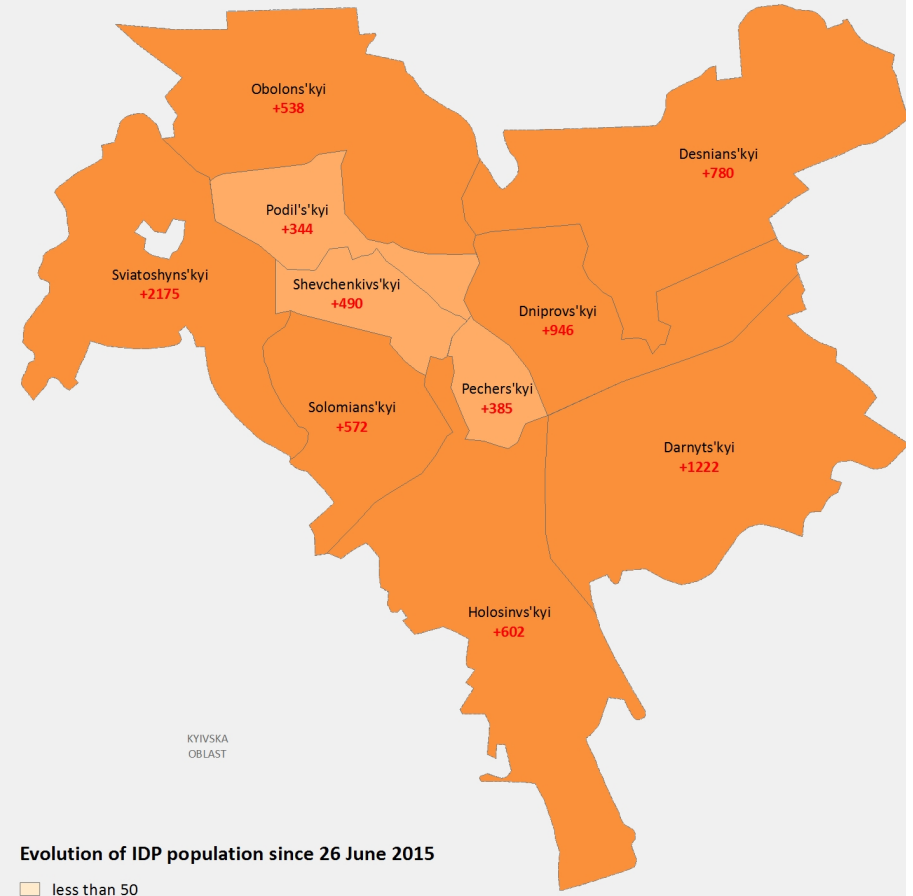 Obolons'kyi
+538
Desnians'kyi
+780
Podil's'kyi
+344
Sviatoshyns'kyi
+2175
Shevchenkivs'kyi
+490
Dniprovs'kyi
+946
Pechers'kyi
+385
Solomians'kyi
+572
Darnyts'kyi
+1222
Holosinvs'kyi
+602
KYIVSKA
OBLAST
Evolution of IDP population since 26 June 2015
less than 50